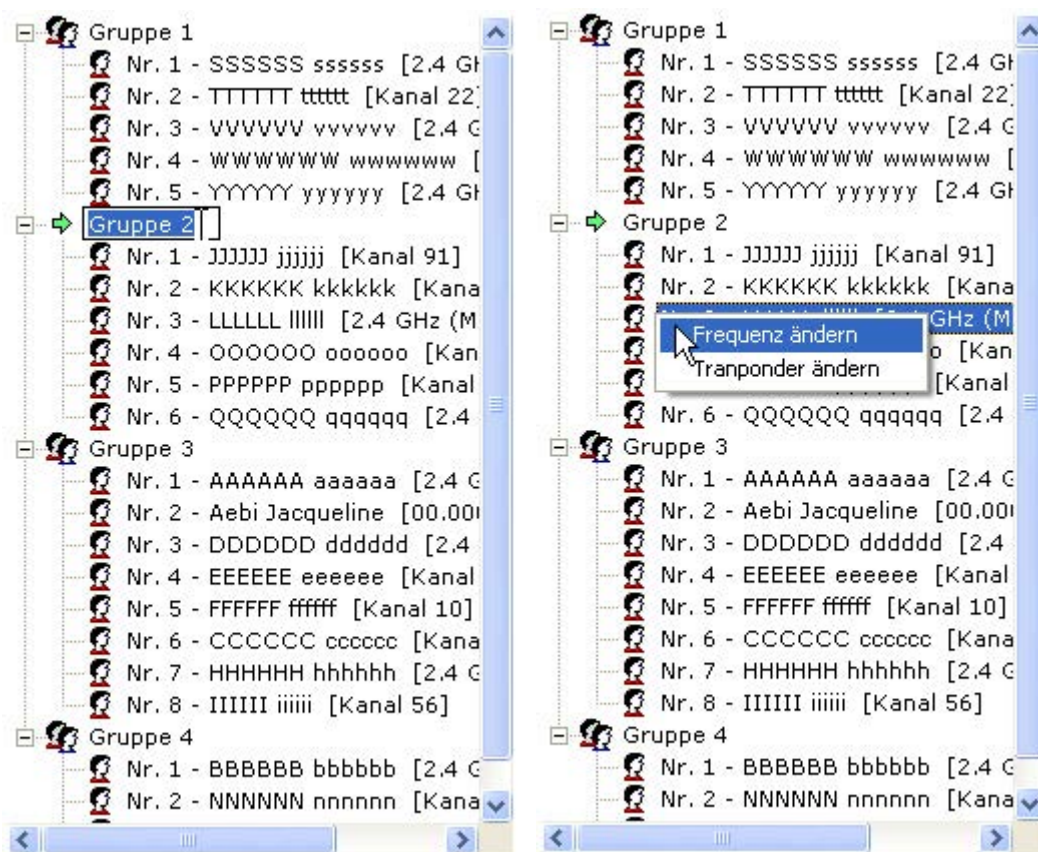 Gruppe 1
Nr. 1 - SSSSSS ssssss [2.4 GH
Nr. 2 - TTTTTT tttttt [Kanal 22]
Nr. 3 - VVVVVV vvvvvv [2.4 G
Nr. 4 - WWWWWW wwwwww [
Nr. 5 - YYYYYY yyyyyy [2.4 GH
Gruppe 2
Nr. 1 - JJJJJJ jjjjjj [Kanal 91]
Nr. 2 - KKKKKK kkkkkk [Kana
Nr. 3 - LLLLLL llllll [2.4 GHz (M
Nr. 4 - OOOOOO oooooo [Kan
Nr. 5 - PPPPPP pppppp [Kanal
Nr. 6 - QQQQQQ qqqqqq [2.4
Gruppe 3
Nr. 1 - AAAAAA aaaaaa [2.4 G
Nr. 2 - Aebi Jacqueline [00.00
Nr. 3 - DDDDDD dddddd [2.4
Nr. 4 - EEEEEE eeeeee [Kanal
Nr. 5 - FFFFFF ffffff [Kanal 10]
Nr. 6 - CCCCCC cccccc [Kana
Nr. 7 - HHHHHH hhhhhh [2.4 G
Nr. 8 - IIIIII iiiiii [Kanal 56]
Gruppe 4
Nr. 1 - BBBBBB bbbbbb [2.4 G
Nr. 2 - NNNNNN nnnnnn [Kana
Gruppe 1
Nr. 1 - SSSSSS ssssss [2.4 GH
Nr. 2 - TTTTTT tttttt [Kanal 22]
Nr. 3 - VVVVVV vvvvvv [2.4 G
Nr. 4 - WWWWWW wwwwww [
Nr. 5 - YYYYYY yyyyyy [2.4 GH
Gruppe 2
Nr. 1 - JJJJJJ jjjjjj [Kanal 91]
Nr. 2 - KKKKKK kkkkkk [Kana
GHz (M
Frequenz ändern
o [Kan
Tranponder ändern
[Kanal
Nr. 6 - QQQQQQ qqqqqq [2.4
Gruppe 3
Nr. 1 - AAAAAA aaaaaa [2.4 G
Nr. 2 - Aebi Jacqueline [00.00
Nr. 3 - DDDDDD dddddd [2.4
Nr. 4 - EEEEEE eeeeee [Kanal
Nr. 5 - FFFFFF ffffff [Kanal 10]
Nr. 6 - CCCCCC cccccc [Kana
Nr. 7 - HHHHHH hhhhhh [2.4 G
Nr. 8 - IIIIII iiiiii [Kanal 56]
Gruppe 4
Nr. 1 - BBBBBB bbbbbb [2.4 G
Nr. 2 - NNNNNN nnnnnn [Kana